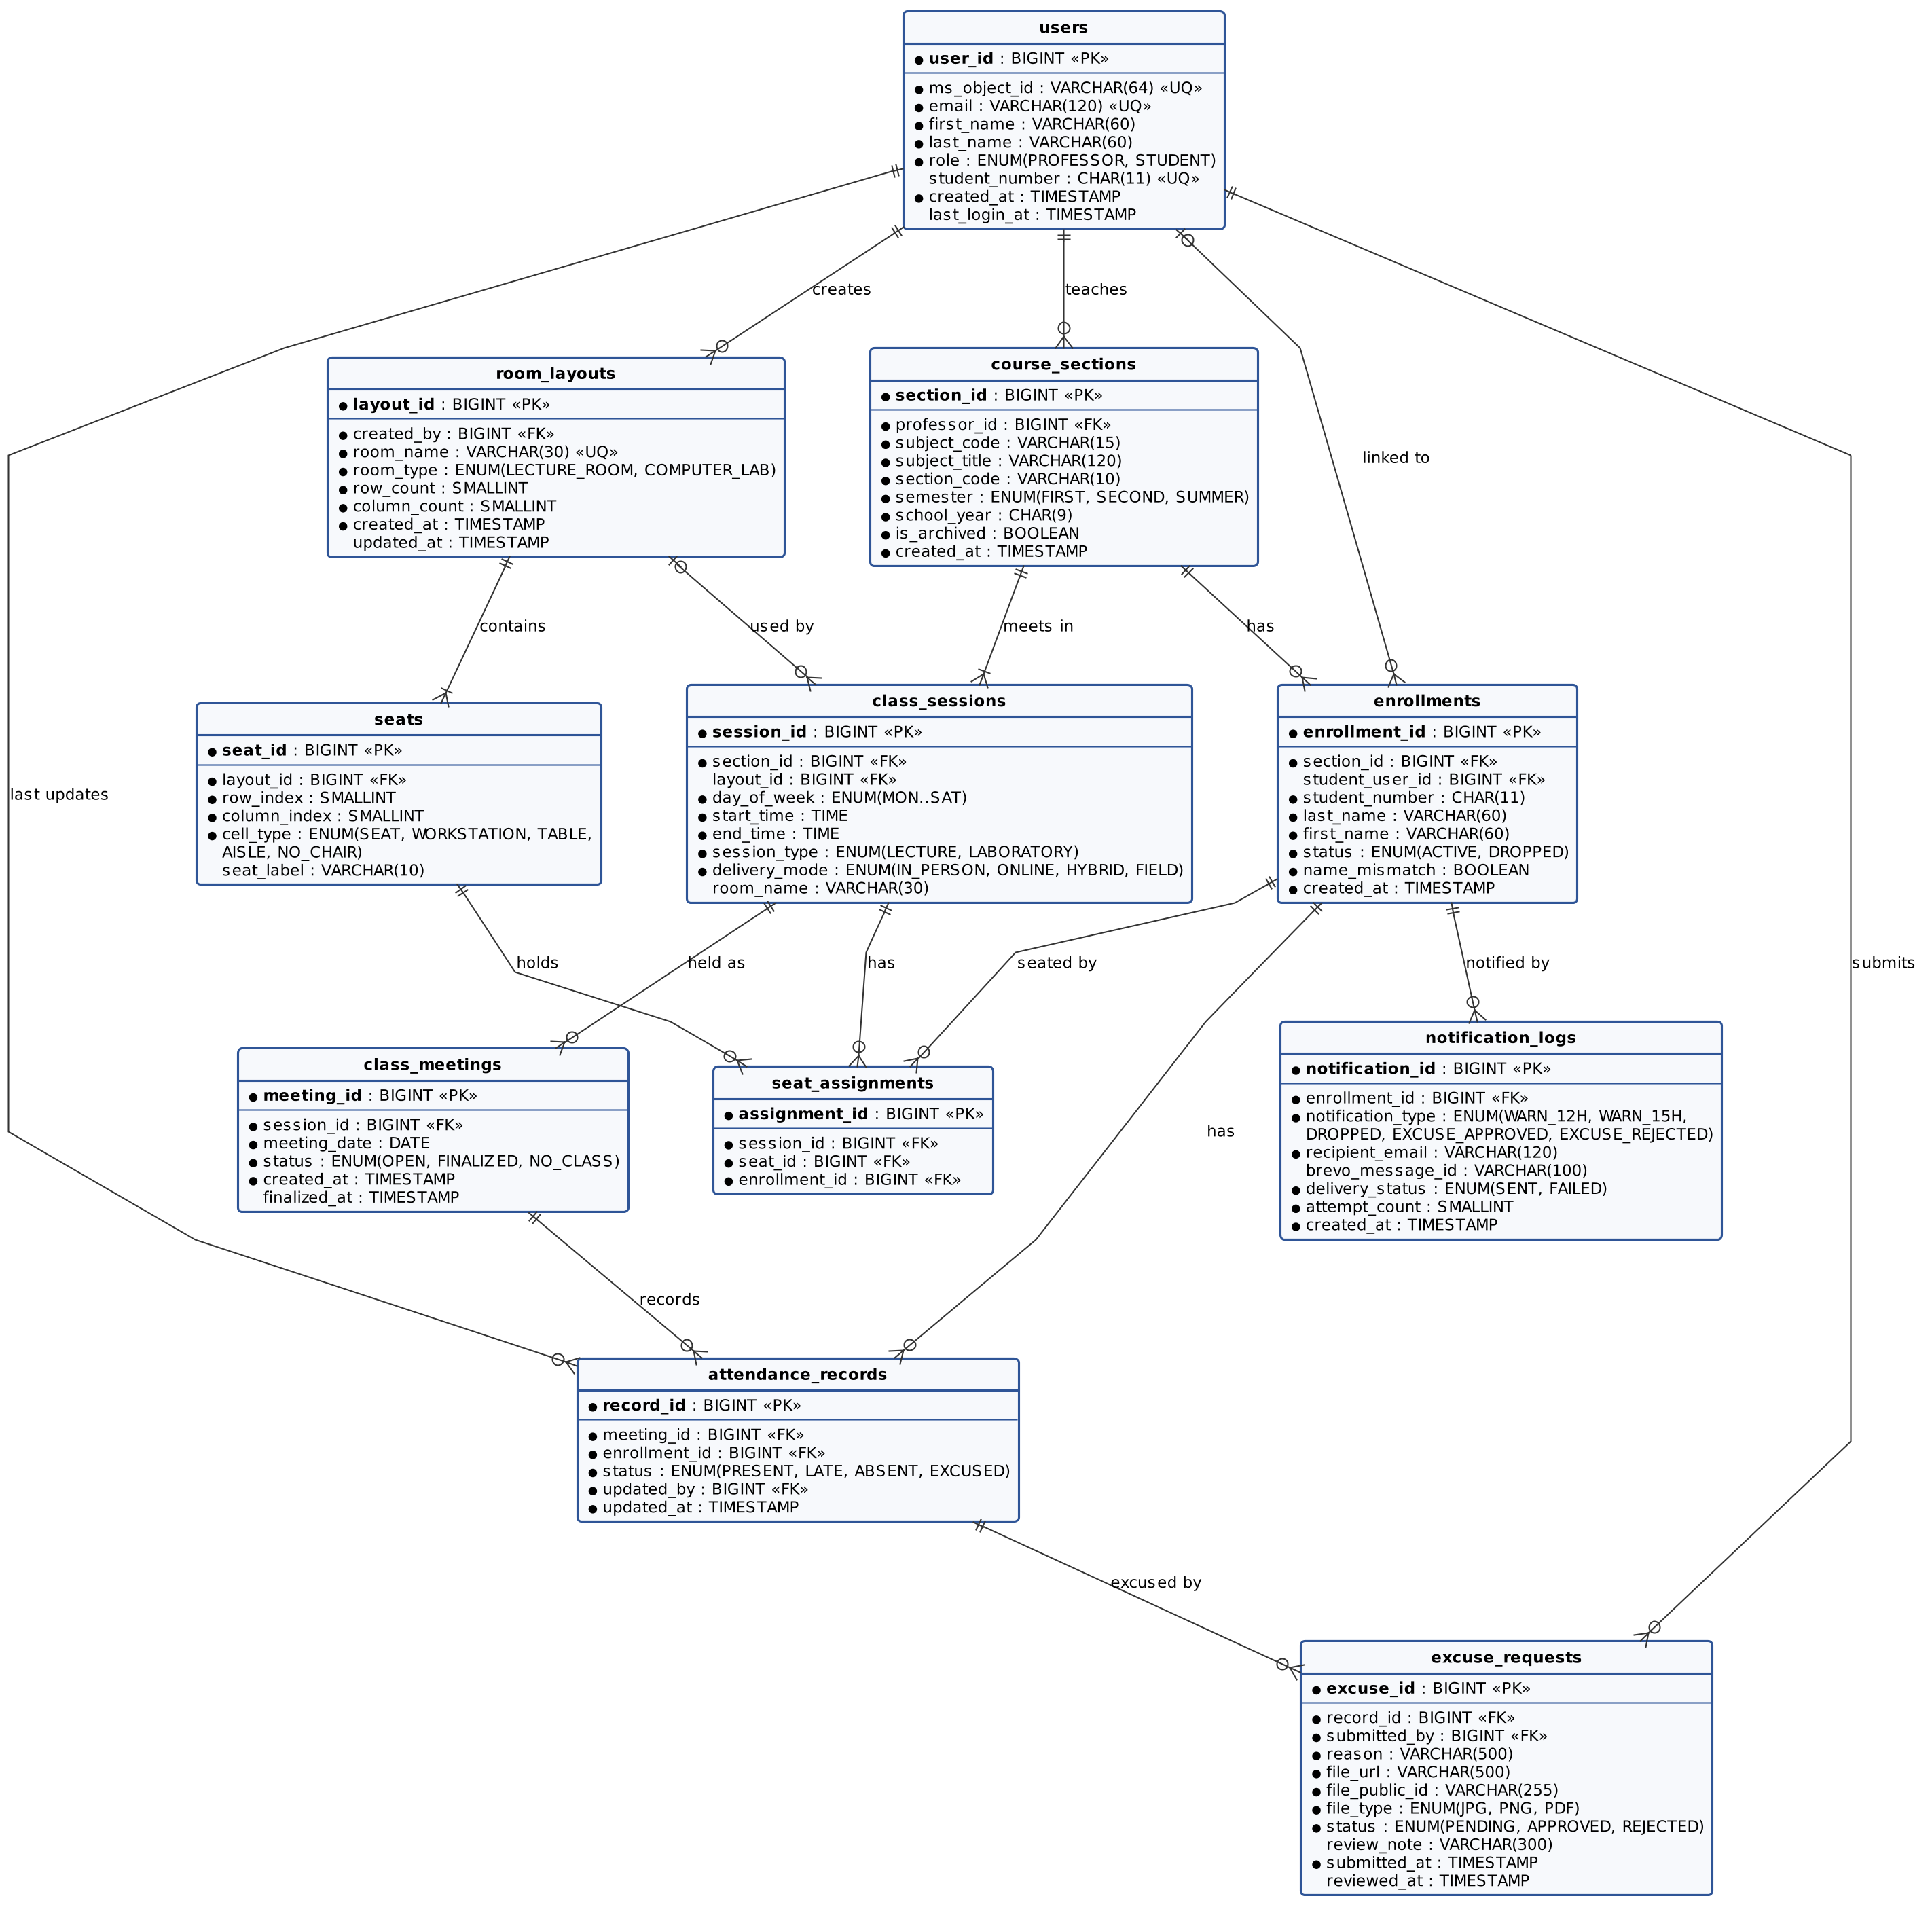 users
user_id : BIGINT «PK»
ms_object_id : VARCHAR(64) «UQ»
email : VARCHAR(120) «UQ»
first_name : VARCHAR(60)
last_name : VARCHAR(60)
role : ENUM(PROFESSOR, STUDENT)
student_number : CHAR(11) «UQ»
created_at : TIMESTAMP
last_login_at : TIMESTAMP
creates
teaches
linked to
room_layouts
layout_id : BIGINT «PK»
created_by : BIGINT «FK»
room_name : VARCHAR(30) «UQ»
room_type : ENUM(LECTURE_ROOM, COMPUTER_LAB)
row_count : SMALLINT
column_count : SMALLINT
created_at : TIMESTAMP
updated_at : TIMESTAMP
course_sections
section_id : BIGINT «PK»
professor_id : BIGINT «FK»
subject_code : VARCHAR(15)
subject_title : VARCHAR(120)
section_code : VARCHAR(10)
semester : ENUM(FIRST, SECOND, SUMMER)
school_year : CHAR(9)
is_archived : BOOLEAN
created_at : TIMESTAMP
contains
used by
meets in
has
last updates
seats
seat_id : BIGINT «PK»
layout_id : BIGINT «FK»
row_index : SMALLINT
column_index : SMALLINT
cell_type : ENUM(SEAT, WORKSTATION, TABLE,
AISLE, NO_CHAIR)
seat_label : VARCHAR(10)
class_sessions
session_id : BIGINT «PK»
section_id : BIGINT «FK»
layout_id : BIGINT «FK»
day_of_week : ENUM(MON..SAT)
start_time : TIME
end_time : TIME
session_type : ENUM(LECTURE, LABORATORY)
delivery_mode : ENUM(IN_PERSON, ONLINE, HYBRID, FIELD)
room_name : VARCHAR(30)
enrollments
enrollment_id : BIGINT «PK»
section_id : BIGINT «FK»
student_user_id : BIGINT «FK»
student_number : CHAR(11)
last_name : VARCHAR(60)
first_name : VARCHAR(60)
status : ENUM(ACTIVE, DROPPED)
name_mismatch : BOOLEAN
created_at : TIMESTAMP
holds
held as
has
seated by
notified by
submits
class_meetings
meeting_id : BIGINT «PK»
session_id : BIGINT «FK»
meeting_date : DATE
status : ENUM(OPEN, FINALIZED, NO_CLASS)
created_at : TIMESTAMP
finalized_at : TIMESTAMP
seat_assignments
assignment_id : BIGINT «PK»
session_id : BIGINT «FK»
seat_id : BIGINT «FK»
enrollment_id : BIGINT «FK»
has
notification_logs
notification_id : BIGINT «PK»
enrollment_id : BIGINT «FK»
notification_type : ENUM(WARN_12H, WARN_15H,
DROPPED, EXCUSE_APPROVED, EXCUSE_REJECTED)
recipient_email : VARCHAR(120)
brevo_message_id : VARCHAR(100)
delivery_status : ENUM(SENT, FAILED)
attempt_count : SMALLINT
created_at : TIMESTAMP
records
attendance_records
record_id : BIGINT «PK»
meeting_id : BIGINT «FK»
enrollment_id : BIGINT «FK»
status : ENUM(PRESENT, LATE, ABSENT, EXCUSED)
updated_by : BIGINT «FK»
updated_at : TIMESTAMP
excused by
excuse_requests
excuse_id : BIGINT «PK»
record_id : BIGINT «FK»
submitted_by : BIGINT «FK»
reason : VARCHAR(500)
file_url : VARCHAR(500)
file_public_id : VARCHAR(255)
file_type : ENUM(JPG, PNG, PDF)
status : ENUM(PENDING, APPROVED, REJECTED)
review_note : VARCHAR(300)
submitted_at : TIMESTAMP
reviewed_at : TIMESTAMP